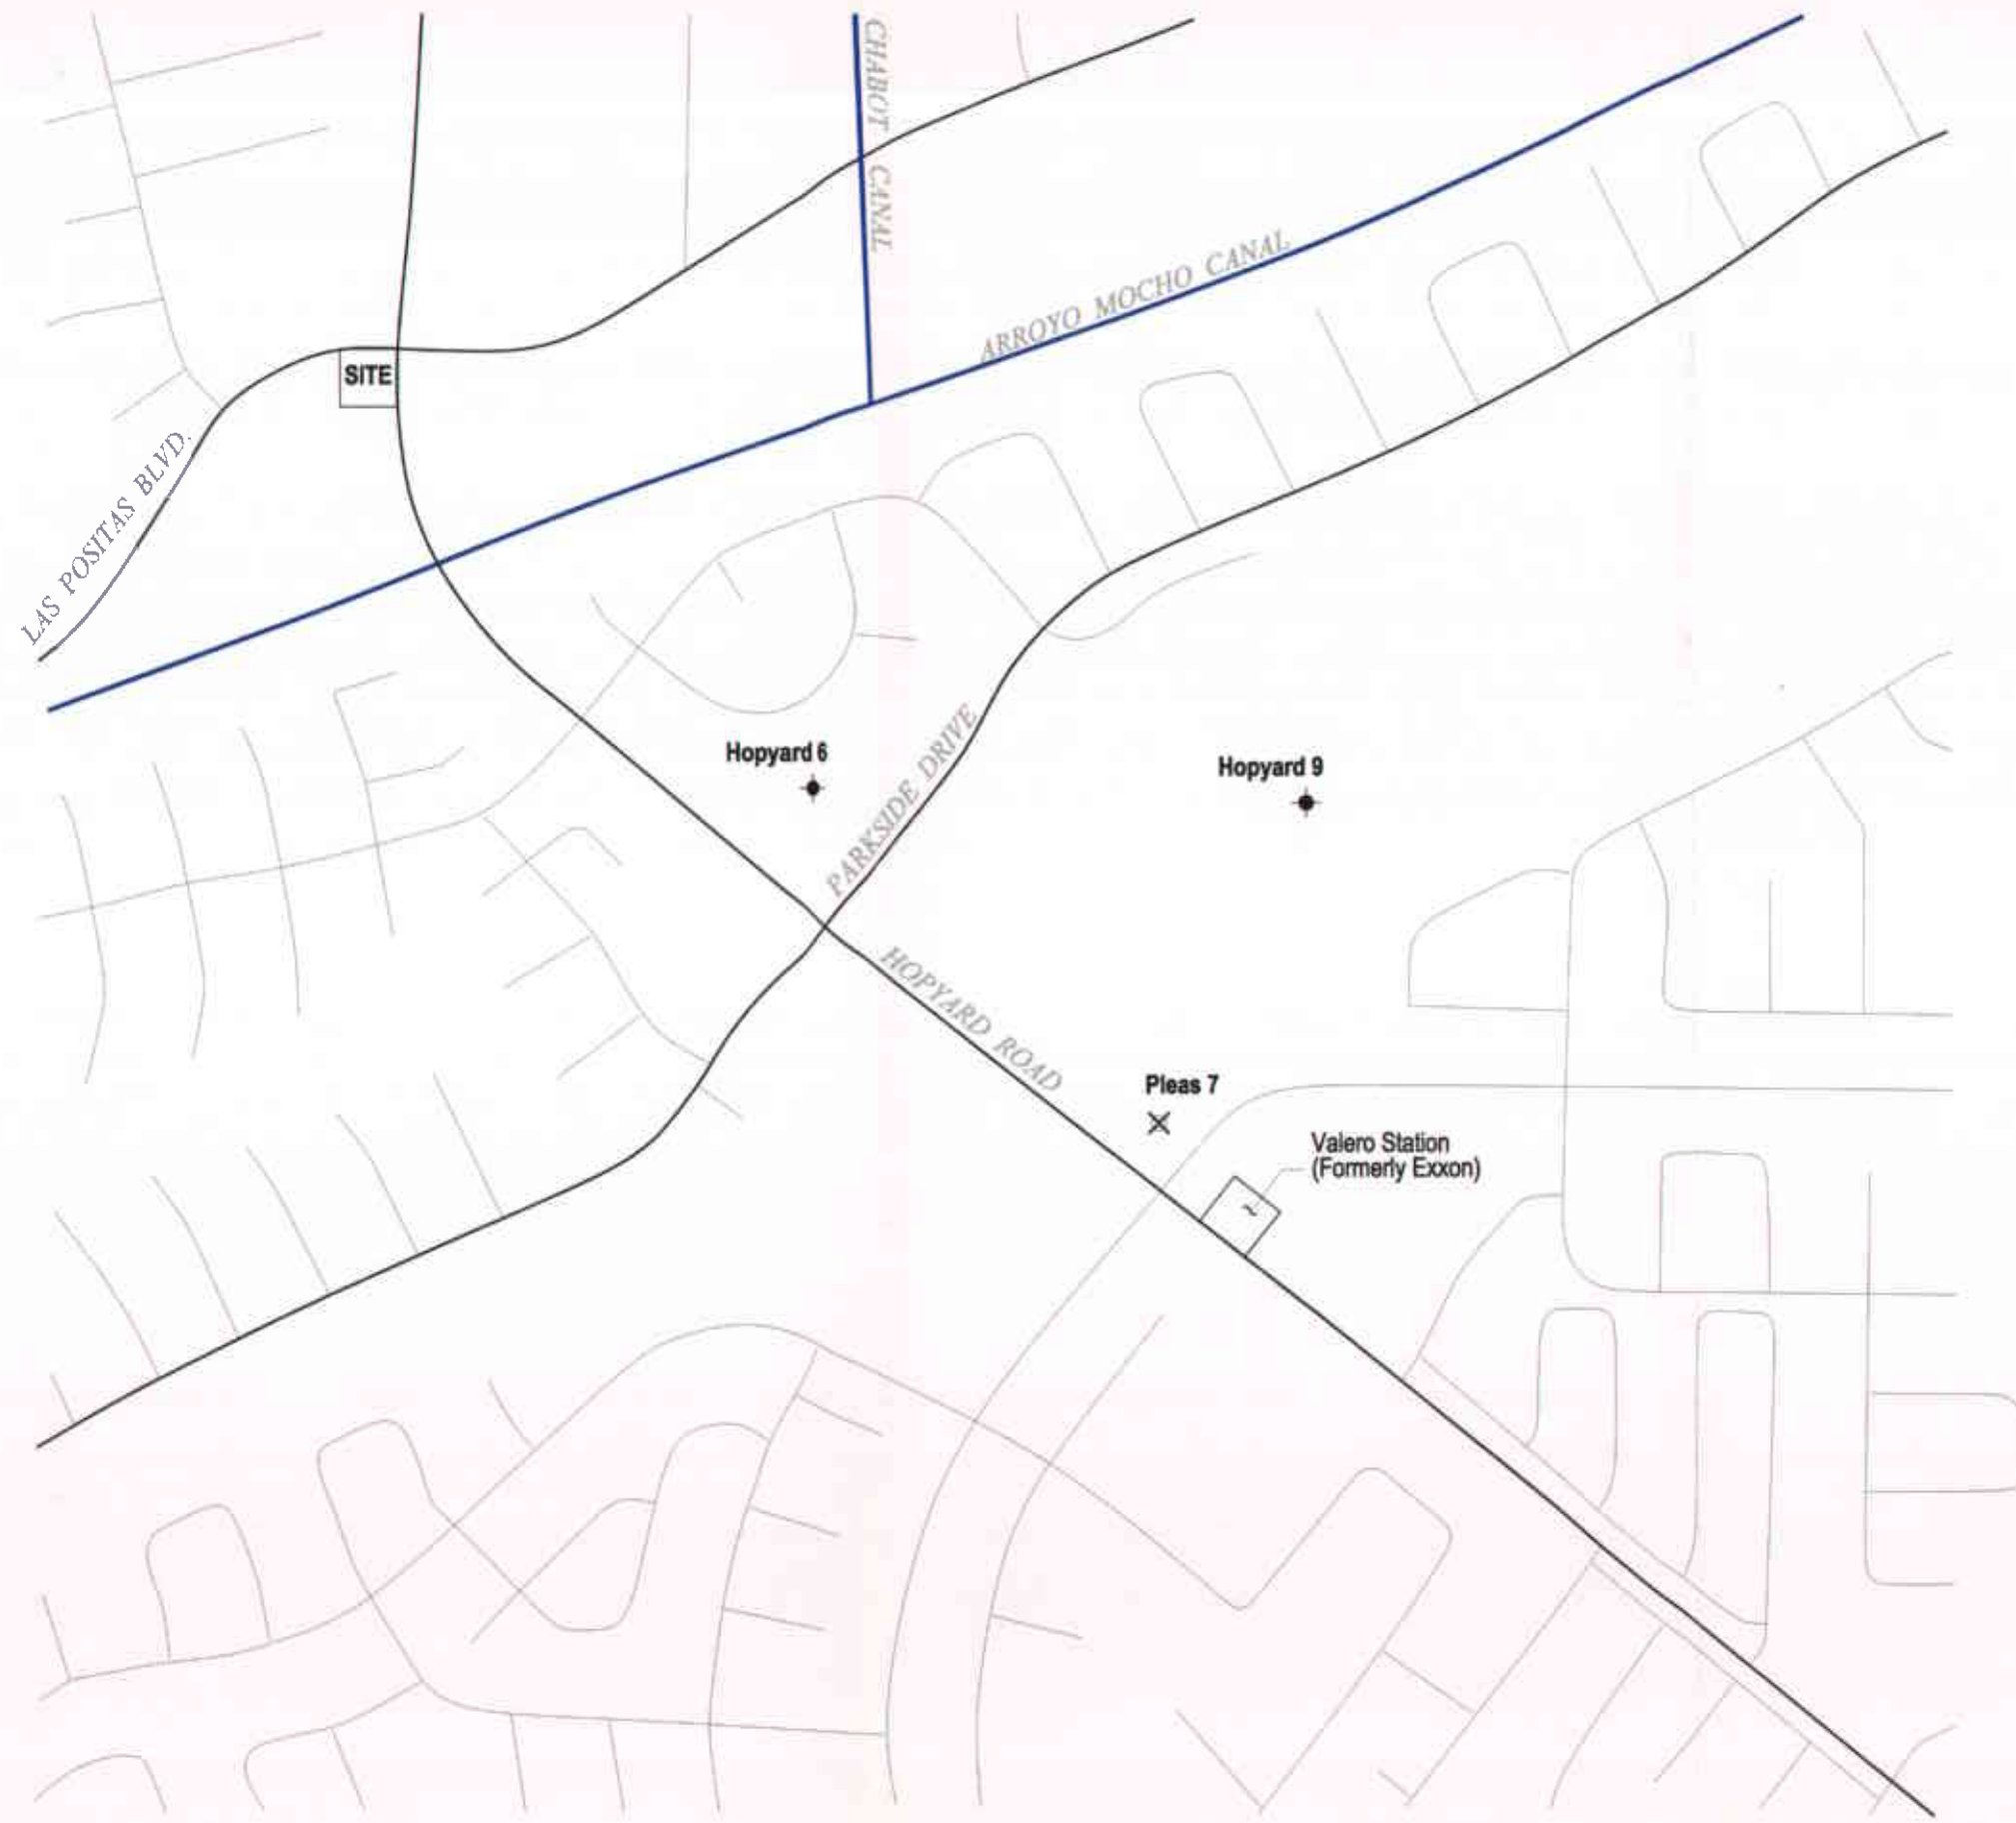 CHABOT CANAL
ARROYO MOCHO CANAL
SITE
LAS POSITAS BLVD.
Hopyard 6
PARKSIDE DRIVE
Hopyard 9
HOPYARD ROAD
Pleas 7
Valero Station
(Formerly Exxon)
~